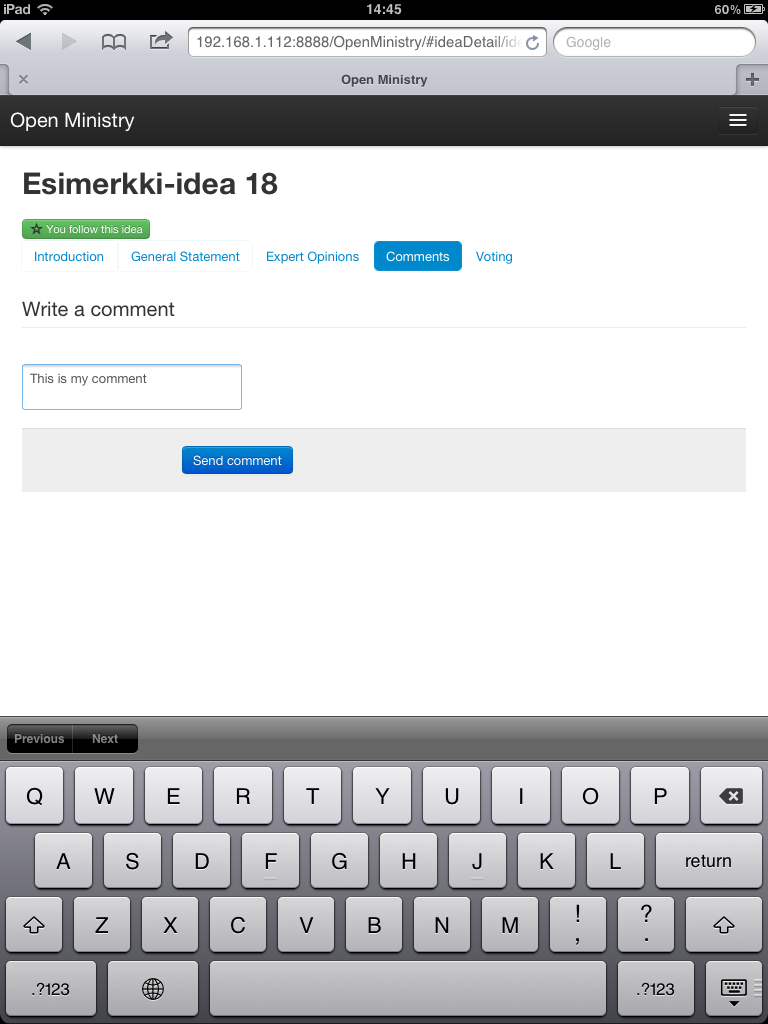 iPad 14:45 60%
192.168.1.112:8888/OpenMinistry/#ideaDetail/ide Google
Open Ministry
Open Ministry
Esimerkki-idea 18
You follow this idea
Introduction General Statement Expert Opinions Comments Voting
Write a comment
This is my comment
Send comment
Previous Next
Q W E R T Y U I O P
A S D F G H J K L return
Z X C V B N M ! , ? .
.?123 .?123